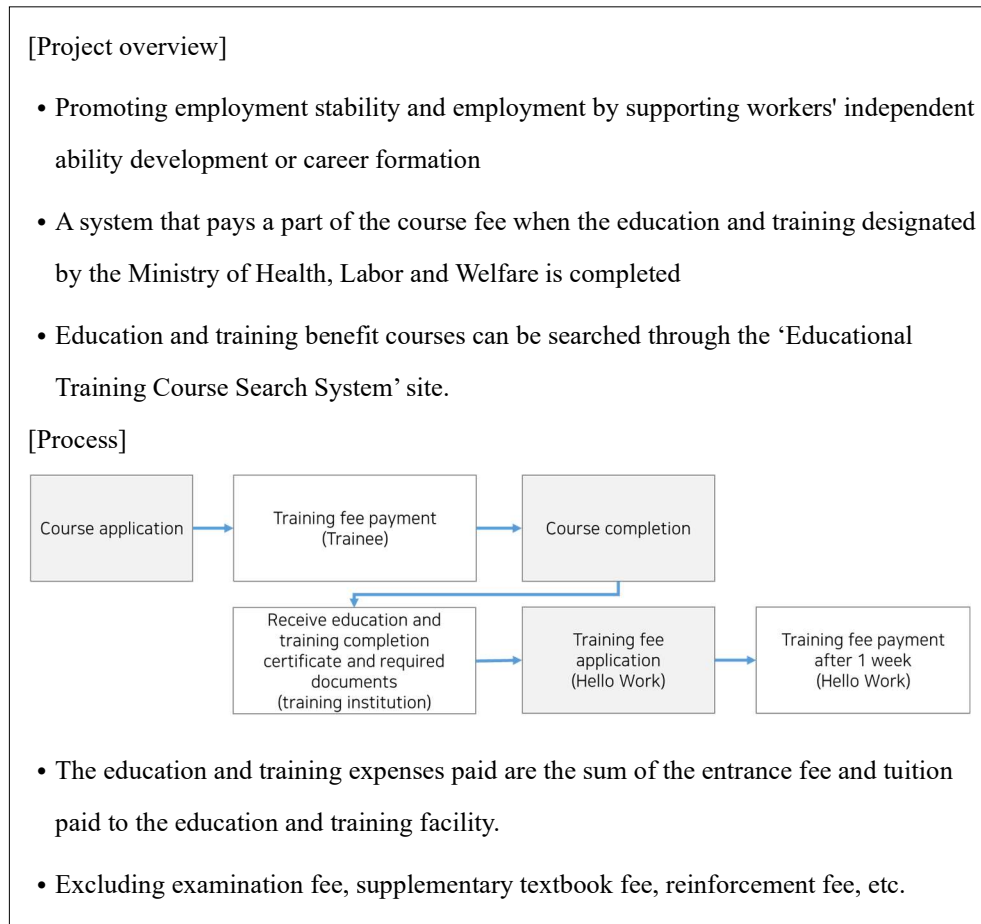 [Project overview]
• Promoting employment stability and employment by supporting workers' independent
ability development or career formation
• A system that pays a part of the course fee when the education and training designated
by the Ministry of Health, Labor and Welfare is completed
• Education and training benefit courses can be searched through the ‘Educational
Training Course Search System’ site.
[Process]
Course application
Training fee payment
(Trainee)
Course completion
Receive education and
training completion
certificate and required
documents
(training institution)
Training fee
application
(Hello Work)
Training fee payment
after 1 week
(Hello Work)
• The education and training expenses paid are the sum of the entrance fee and tuition
paid to the education and training facility.
• Excluding examination fee, supplementary textbook fee, reinforcement fee, etc.